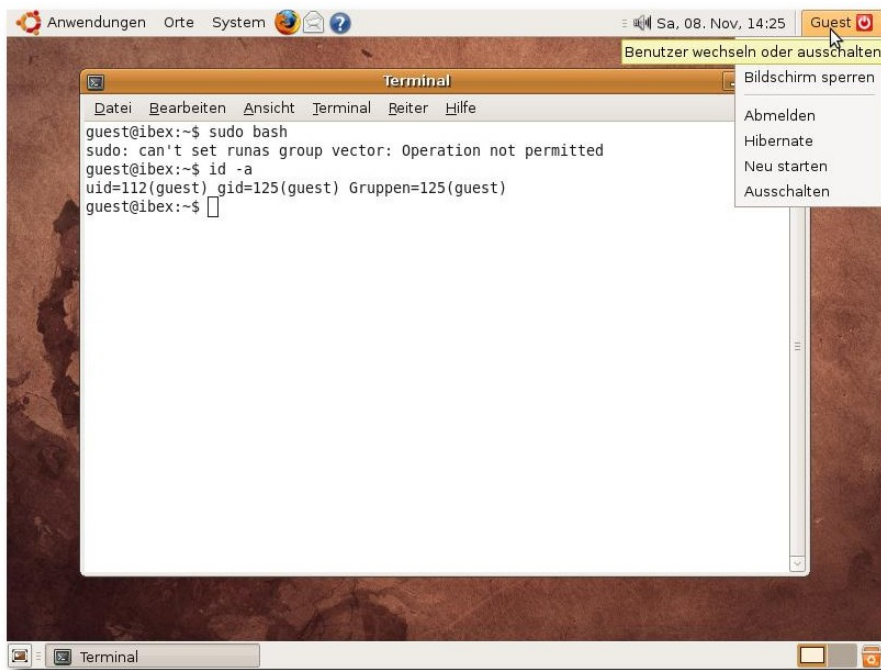 Anwendungen Orte System Sa, 08. Nov, 14:25 Guest
Benutzer wechseln oder ausschalten
Terminal
Bildschirm sperren
Datei Bearbeiten Ansicht Terminal Reiter Hilfe
Abmelden
guest@ibex:~$ sudo bash
Hibernate
sudo: can't set runas group vector: Operation not permitted
guest@ibex:~$ id -a
Neu starten
uid=112(guest) gid=125(guest) Gruppen=125(guest)
Ausschalten
guest@ibex:~$
Terminal